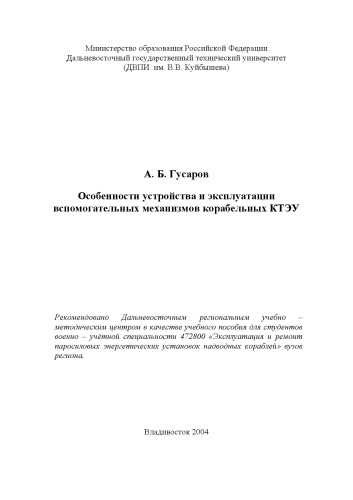 Министерство образования Российской Федерации
Дальневосточный государственный технический университет
(ДВПИ им. В.В. Куйбышева)
А. Б. Гусаров
Особенности устройства и эксплуатации
вспомогательных механизмов корабельных КТЭУ
Рекомендовано Дальневосточным региональным учебно –
методическим центром в качестве учебного пособия для студентов
военно – учётной специальности 472800 «Эксплуатация и ремонт
паросиловых энергетических установок надводных кораблей» вузов
региона.
Владивосток 2004